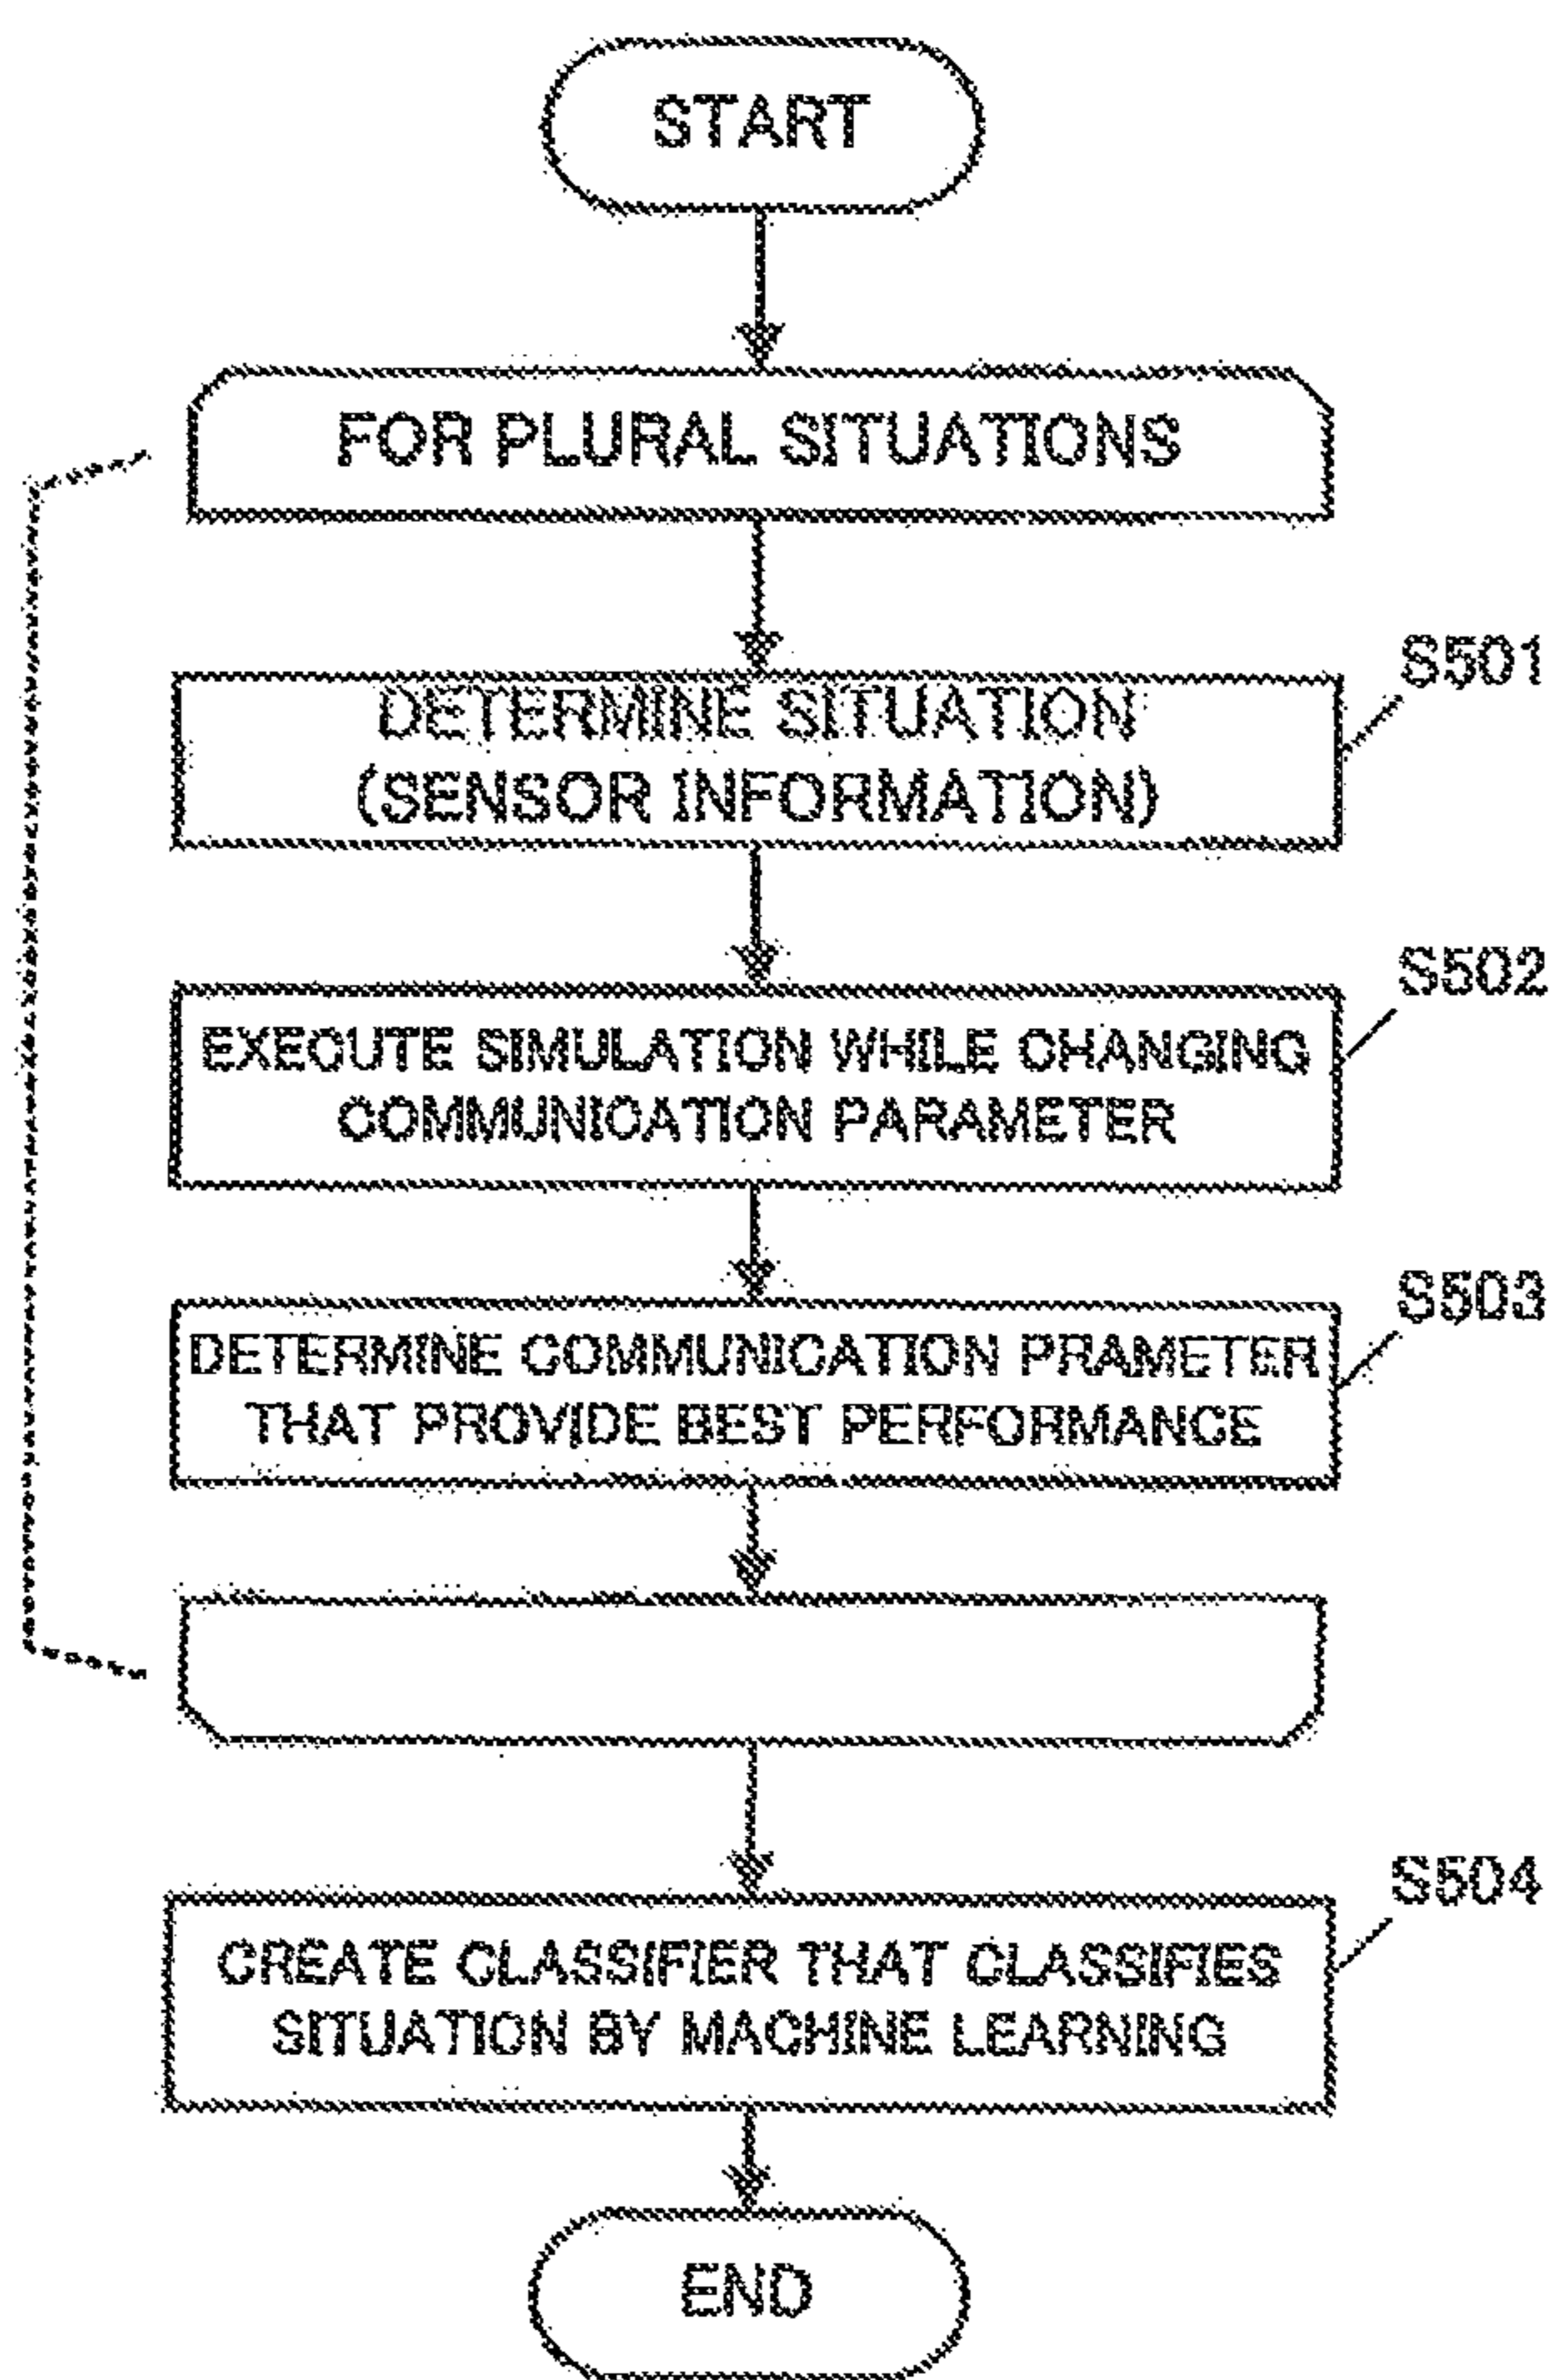 START
FOR PLURAL SITUATIONS
S501
DETERMINE SITUATION
(SENSOR INFORMATION)
S502
EXECUTE SIMULATION WHILE CHANGING
COMMUNICATION PARAMETER
S503
DETERMINE COMMUNICATION PRAMETER
THAT PROVIDE BEST PERFORMANCE
S504
CREATE CLASSIFIER THAT CLASSIFIES
SITUATION BY MACHINE LEARNING
END